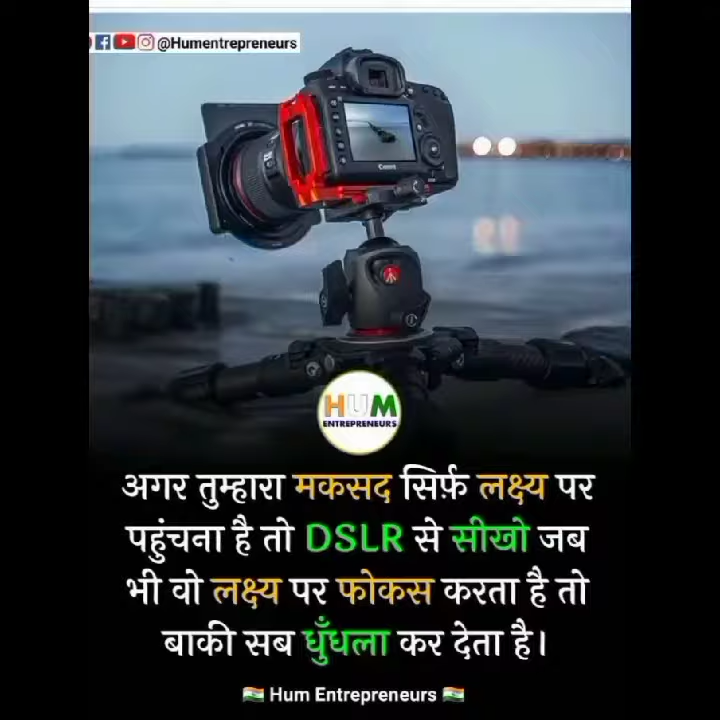 @Humentrepreneurs
Canon
HUM
ENTREPRENEURS
अगर तुम्हारा मकसद सिर्फ़ लक्ष्य पर
पहुंचना है तो DSLR से सीखो जब
भी वो लक्ष्य पर फोकस करता है तो
बाकी सब धुँधला कर देता है।
Hum Entrepreneurs